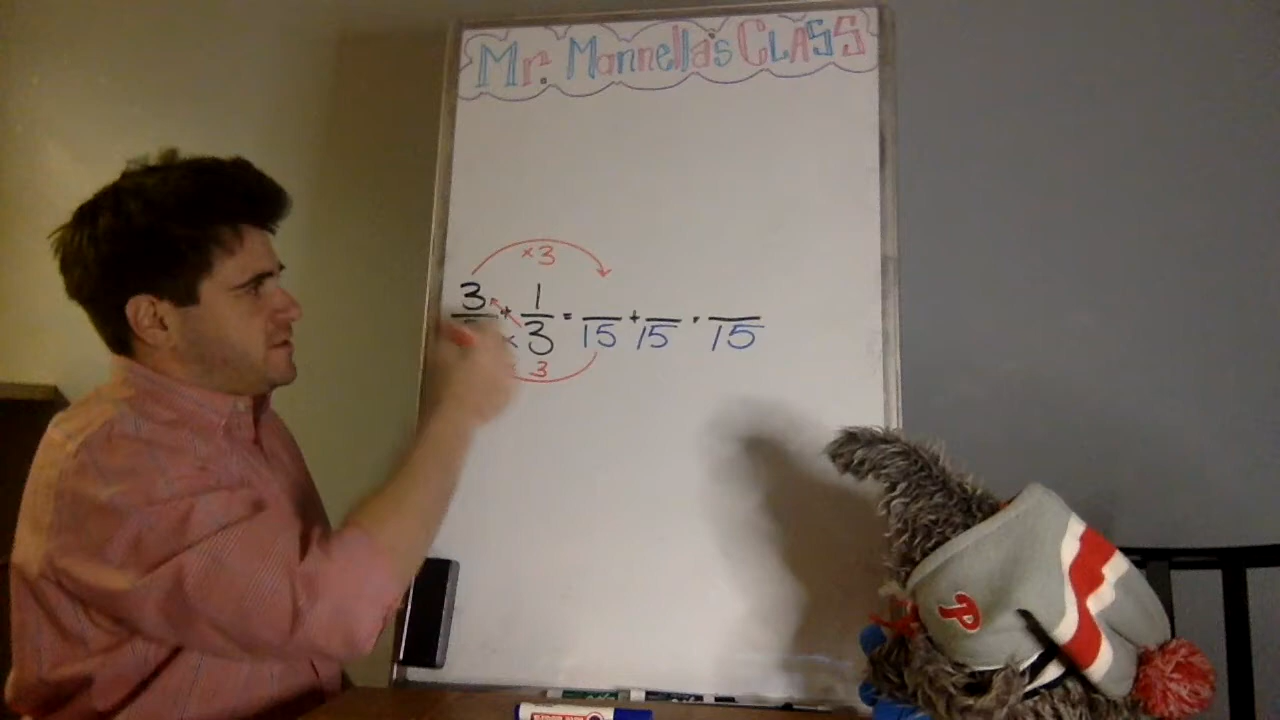 Mr. Mannella's CLASS
×3
3 + 1 = + .
× 3 15 15 15
3
P